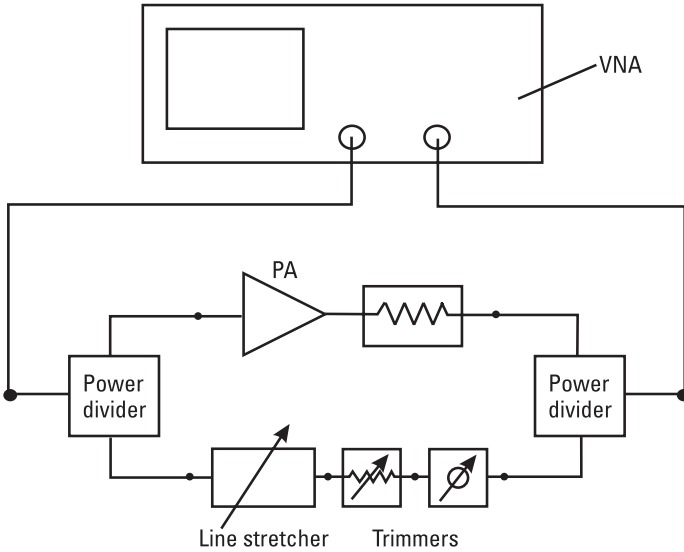 VNA
PA
Power
divider
Power
divider
Line stretcher
Trimmers